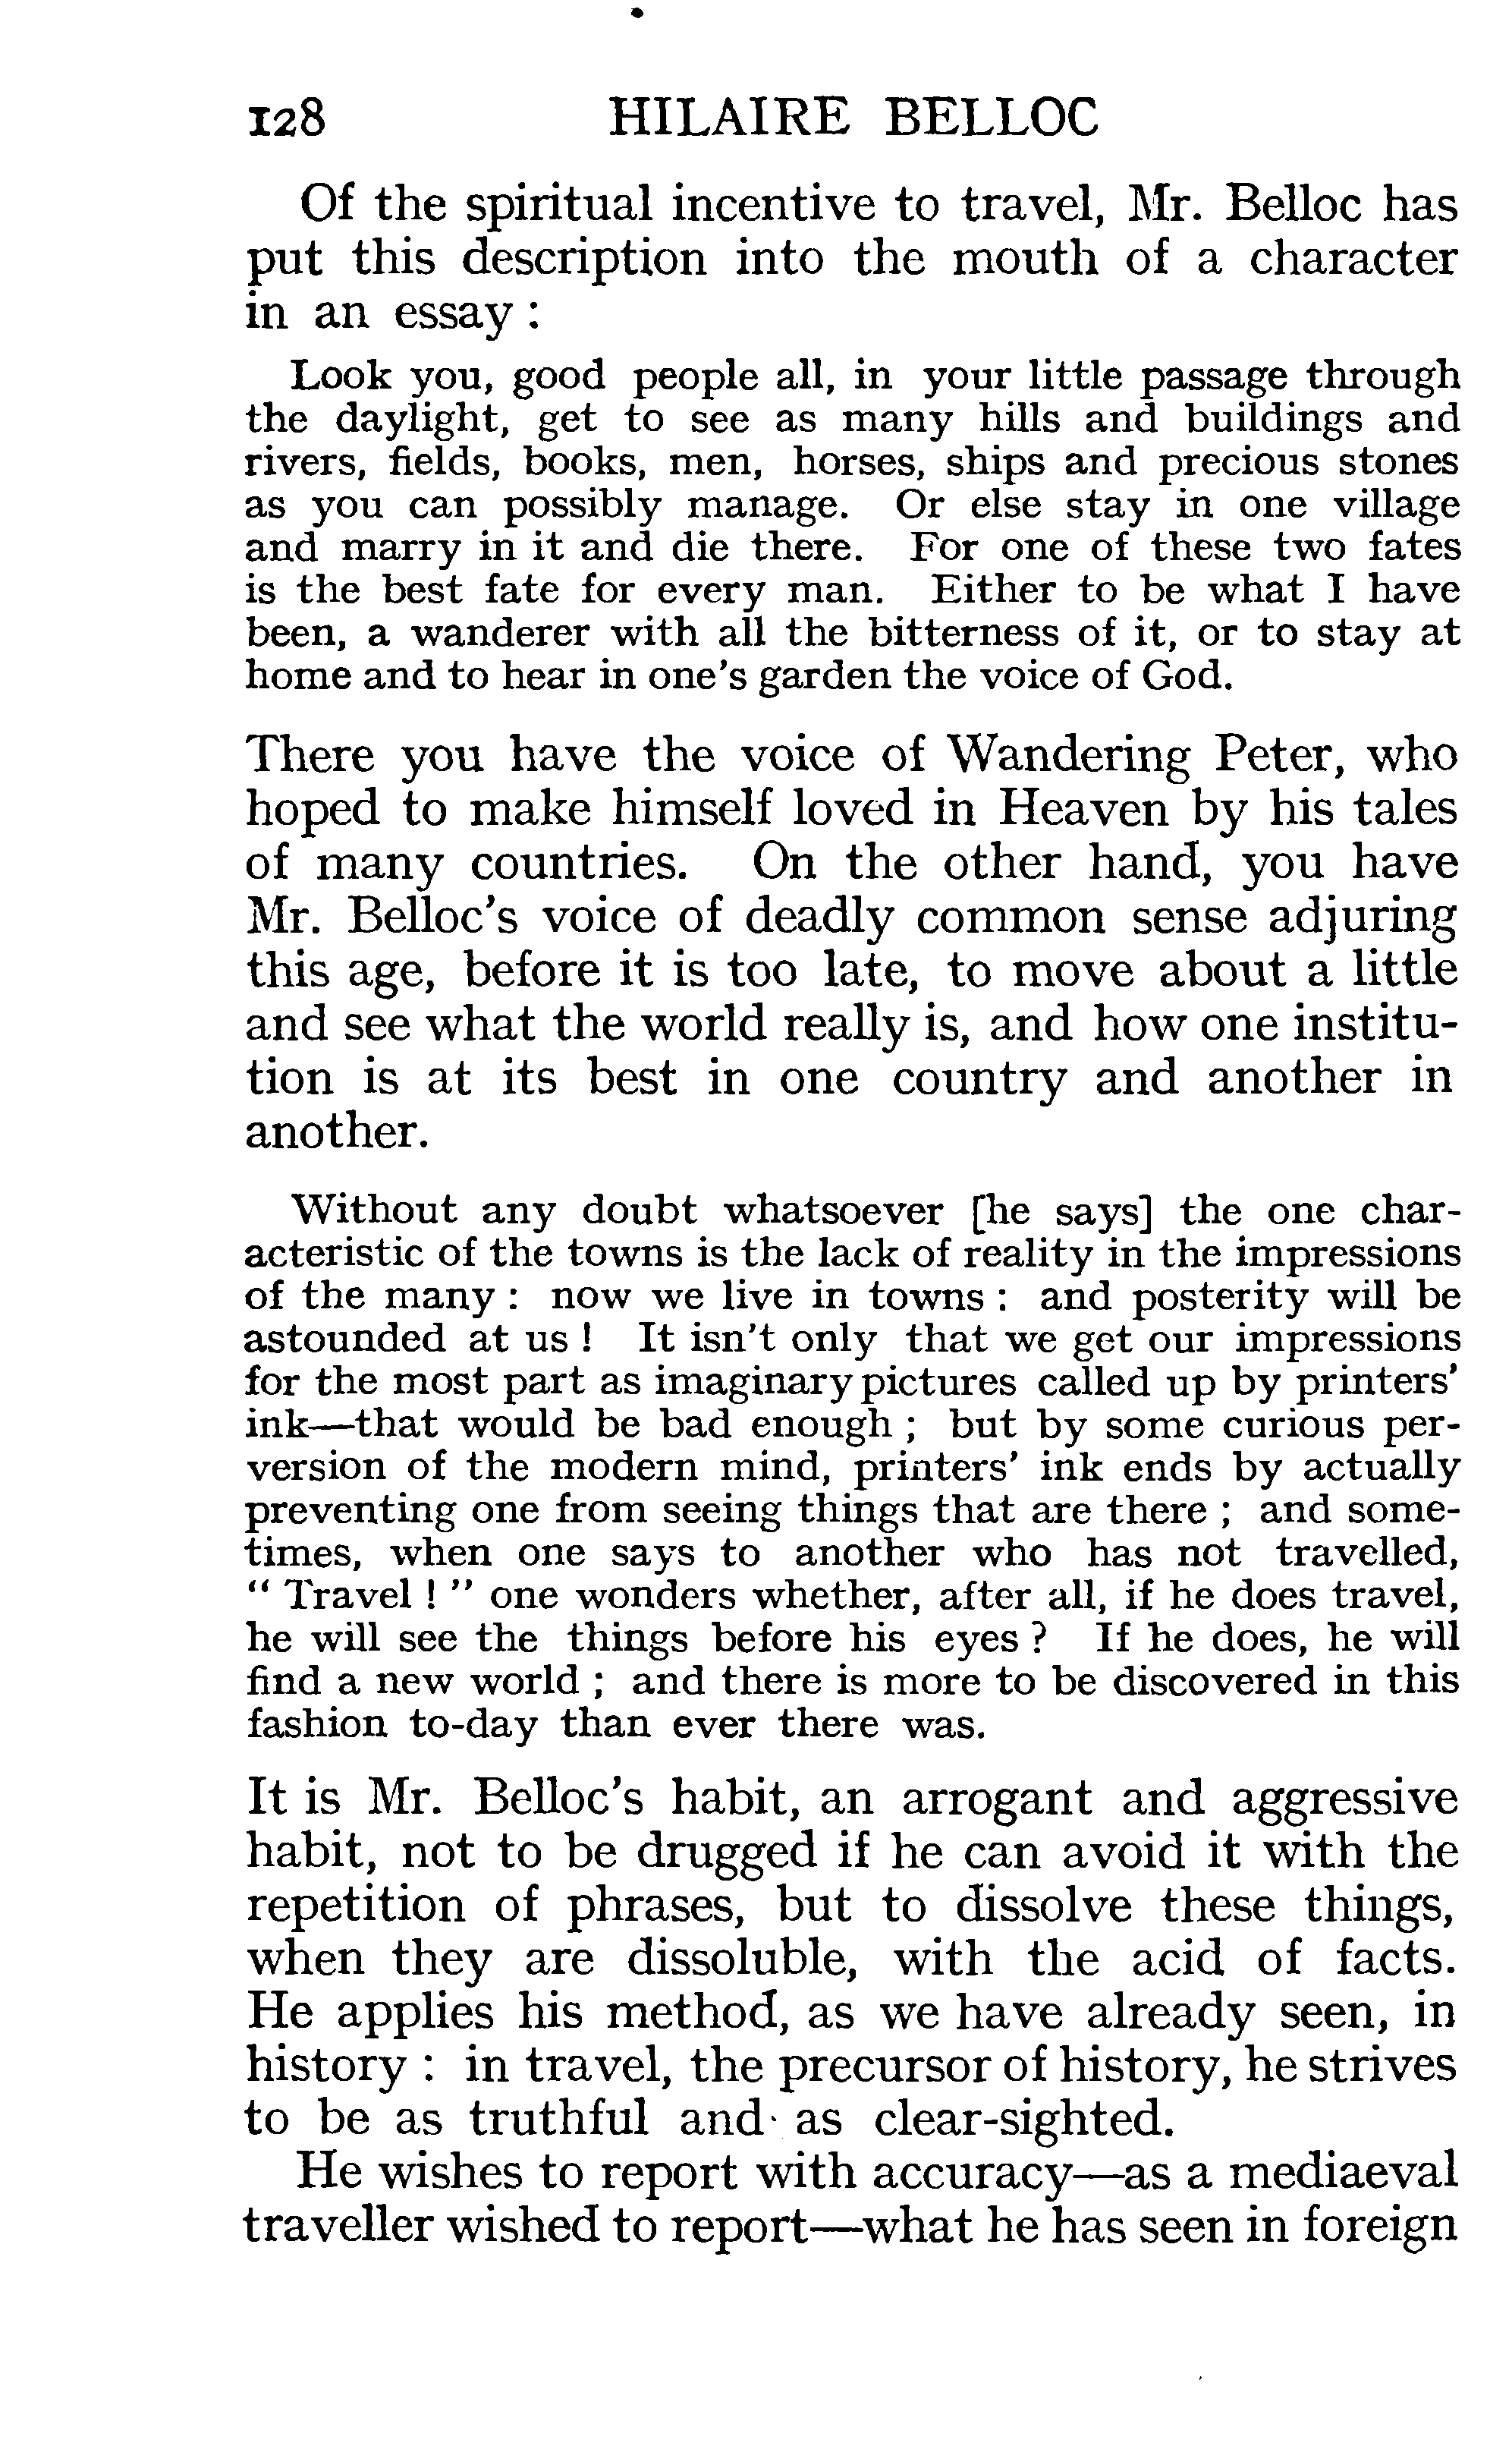 128 HILAIRE BELLOC
Of the spiritual incentive to travel, Mr. Belloc has
put this description into the mouth of a character
in an essay :
Look you, good people all, in your little passage through
the daylight, get to see as many hills and buildings and
rivers, fields, books, men, horses, ships and precious stones
as you can possibly manage. Or else stay in one village
and marry in it and die there. For one of these two fates
is the best fate for every man. Either to be what I have
been, a wanderer with all the bitterness of it, or to stay at
home and to hear in one's garden the voice of God.
There you have the voice of Wandering Peter, who
hoped to make himself loved in Heaven by his tales
of many countries. On the other hand, you have
Mr. Belloc's voice of deadly common sense adjuring
this age, before it is too late, to move about a little
and see what the world really is, and how one institu-
tion is at its best in one country and another in
another.
Without any doubt whatsoever [he says] the one char-
acteristic of the towns is the lack of reality in the impressions
of the many : now we live in towns : and posterity will be
astounded at us ! It isn't only that we get our impressions
for the most part as imaginary pictures called up by printers'
ink—that would be bad enough ; but by some curious per-
version of the modern mind, printers' ink ends by actually
preventing one from seeing things that are there ; and some-
times, when one says to another who has not travelled,
" Travel ! " one wonders whether, after all, if he does travel,
he will see the things before his eyes ? If he does, he will
find a new world ; and there is more to be discovered in this
fashion to-day than ever there was.
It is Mr. Belloc's habit, an arrogant and aggressive
habit, not to be drugged if he can avoid it with the
repetition of phrases, but to dissolve these things,
when they are dissoluble, with the acid of facts.
He applies his method, as we have already seen, in
history : in travel, the precursor of history, he strives
to be as truthful and as clear-sighted.
He wishes to report with accuracy—as a mediaeval
traveller wished to report—what he has seen in foreign